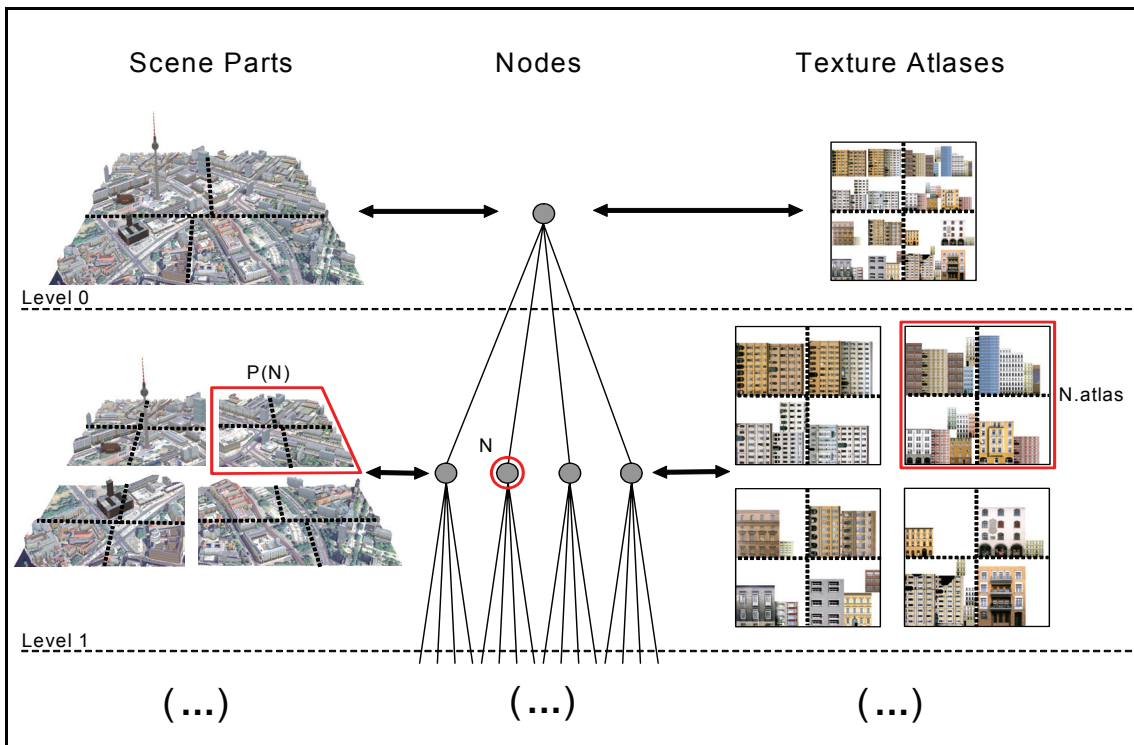 Scene Parts
Nodes
Texture Atlases
Level 0
P(N)
N
N.atlas
Level 1
(...)
(...)
(...)